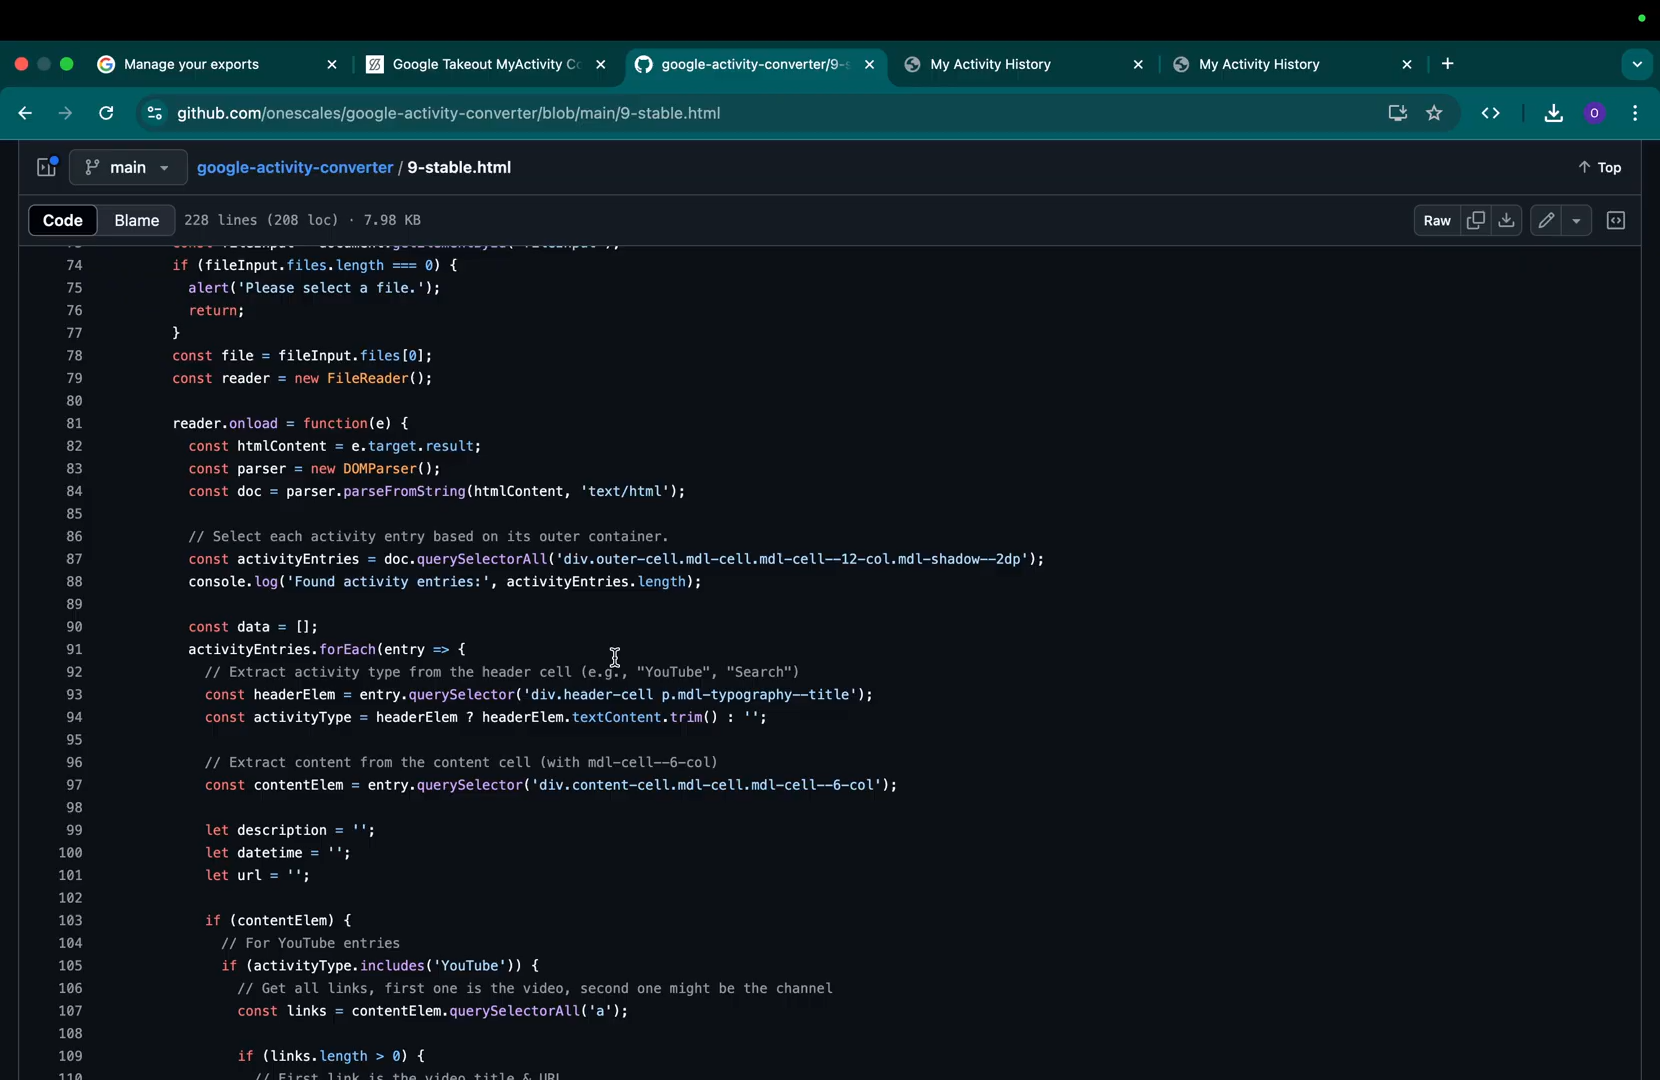 Manage your exports
Google Takeout MyActivity Co
google-activity-converter/9-s
My Activity History
My Activity History
github.com/onescales/google-activity-converter/blob/main/9-stable.html
O
main
google-activity-converter / 9-stable.html
Top
Code
Blame
228 lines (208 loc) · 7.98 KB
Raw
74 if (fileInput.files.length === 0) {
75 alert('Please select a file.');
76 return;
77 }
78 const file = fileInput.files[0];
79 const reader = new FileReader();
80
81 reader.onload = function(e) {
82 const htmlContent = e.target.result;
83 const parser = new DOMParser();
84 const doc = parser.parseFromString(htmlContent, 'text/html');
85
86 // Select each activity entry based on its outer container.
87 const activityEntries = doc.querySelectorAll('div.outer-cell.mdl-cell.mdl-cell--12-col.mdl-shadow--2dp');
88 console.log('Found activity entries:', activityEntries.length);
89
90 const data = [];
91 activityEntries.forEach(entry => {
92 // Extract activity type from the header cell (e.g., "YouTube", "Search")
93 const headerElem = entry.querySelector('div.header-cell p.mdl-typography--title');
94 const activityType = headerElem ? headerElem.textContent.trim() : '';
95
96 // Extract content from the content cell (with mdl-cell--6-col)
97 const contentElem = entry.querySelector('div.content-cell.mdl-cell.mdl-cell--6-col');
98
99 let description = '';
100 let datetime = '';
101 let url = '';
102
103 if (contentElem) {
104 // For YouTube entries
105 if (activityType.includes('YouTube')) {
106 // Get all links, first one is the video, second one might be the channel
107 const links = contentElem.querySelectorAll('a');
108
109 if (links.length > 0) {
110 // First link is the video title & URL